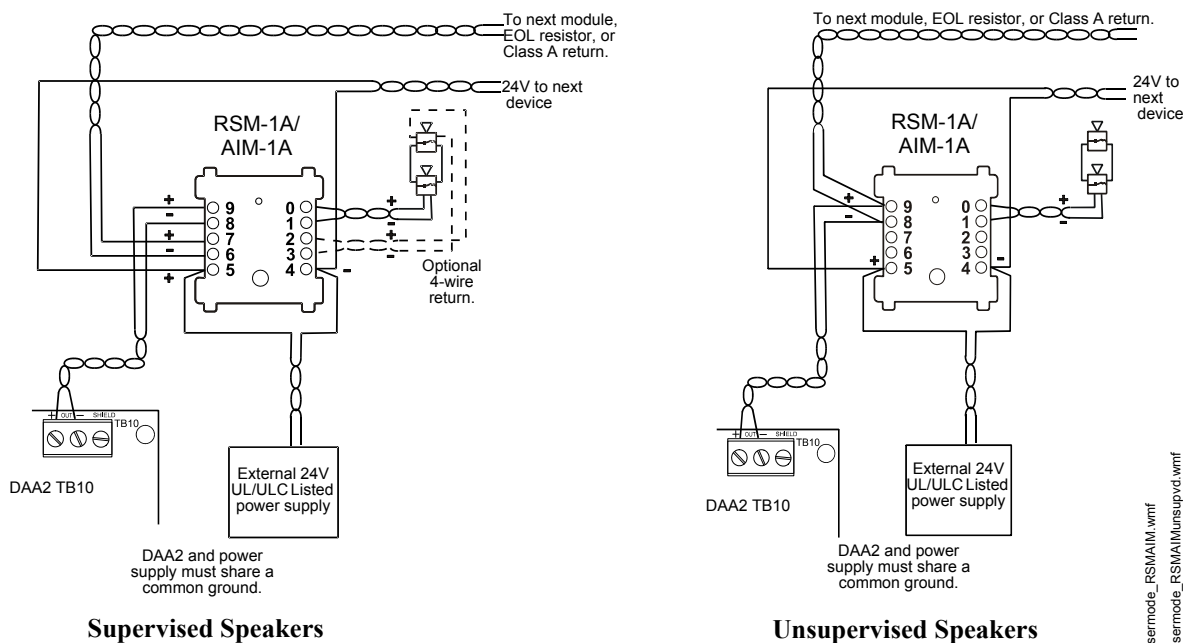 To next module,
EOL resistor, or
Class A return.
24V to next
device
RSM-1A/
AIM-1A
+
-
+
-
+
9
8
7
6
5
0
1
2
3
4
+
-
+
-
-
Optional
4-wire
return.
+ OUT - SHIELD
TB10
DAA2 TB10
External 24V
UL/ULC Listed
power supply
DAA2 and power
supply must share a
common ground.
Supervised Speakers
To next module, EOL resistor, or Class A return.
24V to
next
device
RSM-1A/
AIM-1A
+
-
+
9
8
7
6
5
0
1
2
3
4
+
-
-
+ OUT - SHIELD
TB10
DAA2 TB10
External 24V
UL/ULC Listed
power supply
DAA2 and power
supply must share a
common ground.
Unsupervised Speakers
sermode_RSMAIM.wmf
sermode_RSMAIMunsupvd.wmf